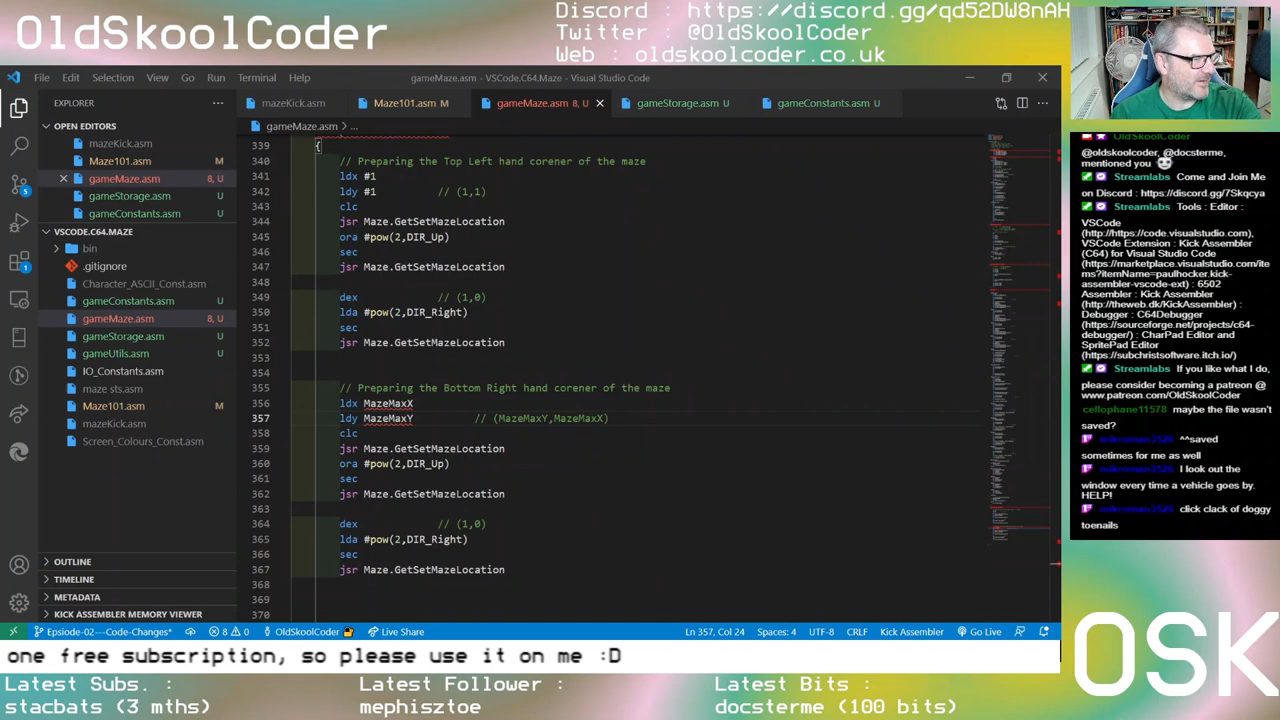 OldSkoolCoder
Discord : https://discord.gg/qd52DW8nAH
Twitter : @OldSkoolCoder
Web : oldskoolcoder.co.uk
File Edit Selection View Go Run Terminal Help
gameMaze.asm - VSCode.C64.Maze - Visual Studio Code
EXPLORER
mazeKick.asm
Maze101.asm M
gameMaze.asm 8, U
gameStorage.asm U
gameConstants.asm U
gameMaze.asm > ...
OPEN EDITORS
mazeKick.asm
Maze101.asm M
gameMaze.asm 8, U
gameStorage.asm U
gameConstants.asm U
VSCODE.C64.MAZE
bin
.gitignore
Character_ASCII_Const.asm
gameConstants.asm U
gameMaze.asm 8, U
gameStorage.asm U
gameUtils.asm U
IO_Constants.asm
maze sts.asm
Maze101.asm M
mazeKick.asm
Screen_Colours_Const.asm
OUTLINE
TIMELINE
METADATA
KICK ASSEMBLER MEMORY VIEWER
5
1
339 {
340 // Preparing the Top Left hand corener of the maze
341 ldx #1
342 ldy #1 // (1,1)
343 clc
344 jsr Maze.GetSetMazeLocation
345 ora #pow(2,DIR_Up)
346 sec
347 jsr Maze.GetSetMazeLocation
348
349 dex // (1,0)
350 lda #pow(2,DIR_Right)
351 sec
352 jsr Maze.GetSetMazeLocation
353
354
355 // Preparing the Bottom Right hand corener of the maze
356 ldx MazeMaxX
357 ldy MazeMaxY (MazeMaxY,MazeMaxX)
358 clc
359 jsr Maze.GetSetMazeLocation
360 ora #pow(2,DIR_Up)
361 sec
362 jsr Maze.GetSetMazeLocation
363
364 dex // (1,0)
365 lda #pow(2,DIR_Right)
366 sec
367 jsr Maze.GetSetMazeLocation
368
369
370
Epsiode-02---Code-Changes* 8 0 OldSkoolCoder Live Share
Ln 357, Col 24 Spaces: 4 UTF-8 CRLF Kick Assembler Go Live
OldSkoolCoder
@oldskoolcoder, @docsterme,
mentioned you
Streamlabs : Come and Join Me
on Discord : https://discord.gg/7Skqcya
Streamlabs : Tools : Editor :
VSCode
(http://https://code.visualstudio.com),
VSCode Extension : Kick Assembler
(C64) for Visual Studio Code
(https://marketplace.visualstudio.com/ite
ms?itemName=paulhocker.kick-
assembler-vscode-ext) : 6502
Assembler : Kick Assembler
(http://theweb.dk/KickAssembler) :
Debugger : C64Debugger
(https://sourceforge.net/projects/c64-
debugger/) : CharPad Editor and
SpritePad Editor
(https://subchristsoftware.itch.io/)
Streamlabs : If you like what I do,
please consider becoming a patreon @
www.patreon.com/OldSkoolCoder
cellophane11578 maybe the file wasn't
saved?
^^saved
sometimes for me as well
I look out the
window every time a vehicle goes by.
HELP!
click clack of doggy
toenails
one free subscription, so please use it on me :D
OSK
Latest Subs. :
stacbats (3 mths)
Latest Follower :
mephisztoe
Latest Bits :
docsterme (100 bits)